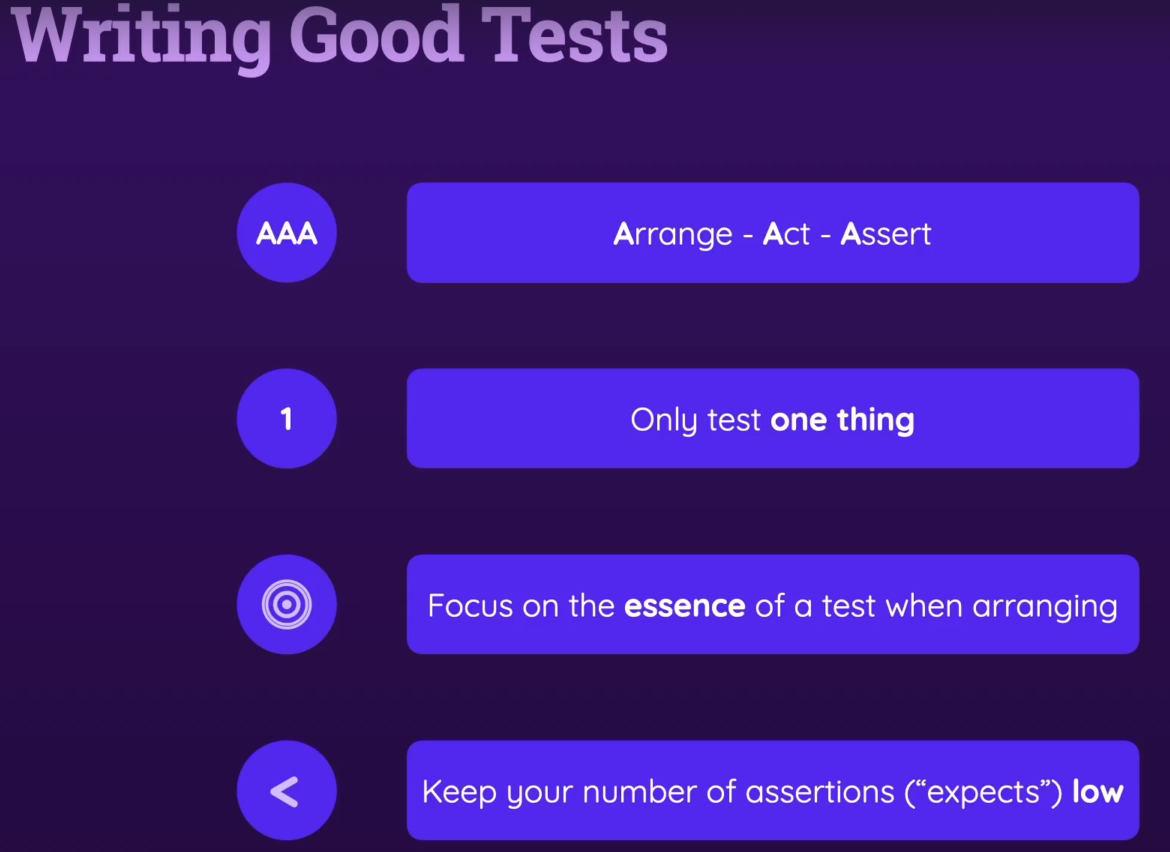 Writing Good Tests
AAA
Arrange - Act - Assert
1
Only test one thing
Focus on the essence of a test when arranging
<
Keep your number of assertions (“expects”) low